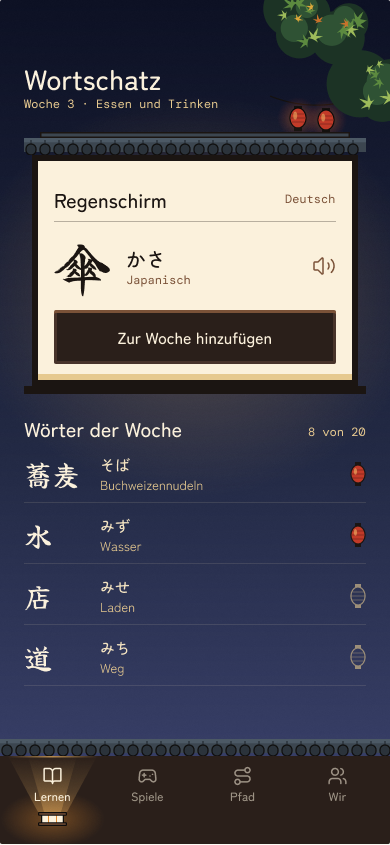 Wortschatz
Woche 3 · Essen und Trinken
Regenschirm
Deutsch
傘
かさ
Japanisch
Zur Woche hinzufügen
Wörter der Woche
8 von 20
蕎麦
そば
Buchweizennudeln
水
みず
Wasser
店
みせ
Laden
道
みち
Weg
Lernen
Spiele
Pfad
Wir